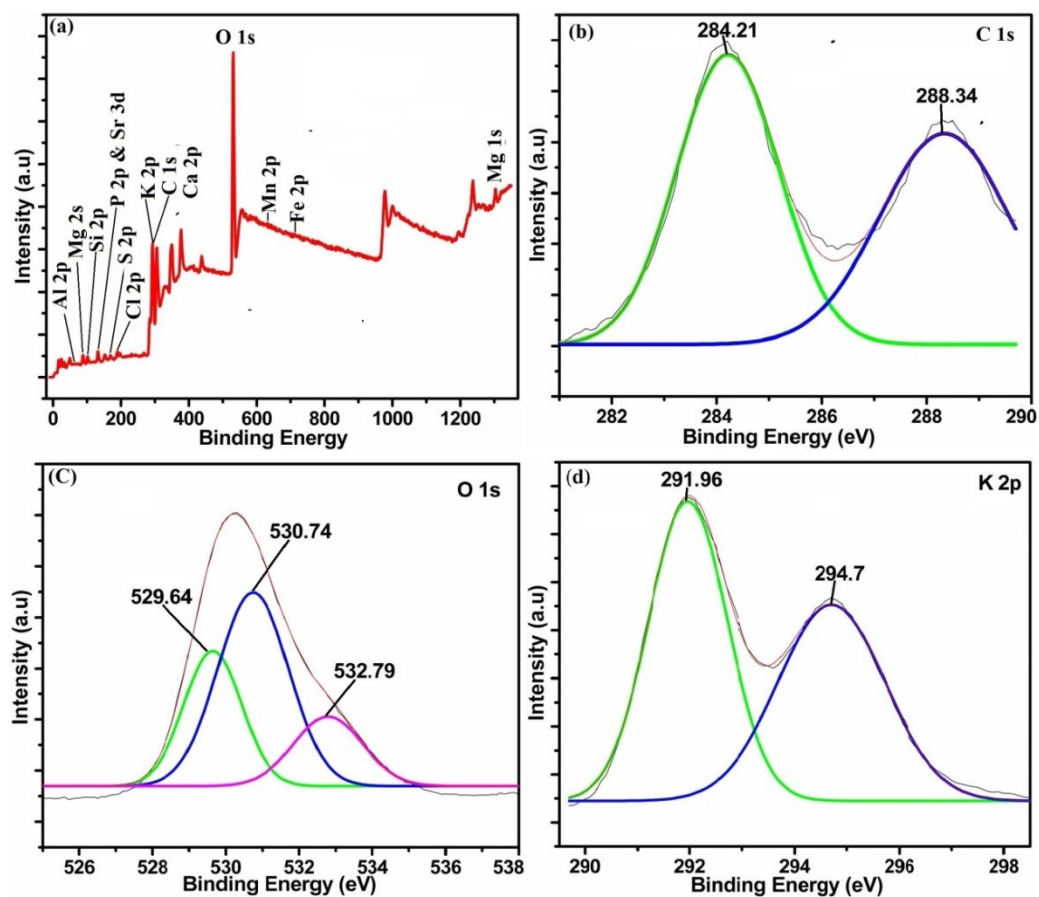 (a)
O 1s
Intensity (a.u)
Al 2p
Mg 2s
Si 2p
P 2p & Sr 3d
S 2p
Cl 2p
K 2p
C 1s
Ca 2p
Mn 2p
Fe 2p
Mg 1s
0 200 400 600 800 1000 1200
Binding Energy
(b)
284.21
C 1s
288.34
Intensity (a.u)
282 284 286 288 290
Binding Energy (eV)
(C)
O 1s
530.74
529.64
532.79
Intensity (a.u)
526 528 530 532 534 536 538
Binding Energy (eV)
(d)
291.96
K 2p
294.7
Intensity (a.u)
290 292 294 296 298
Binding Energy (eV)